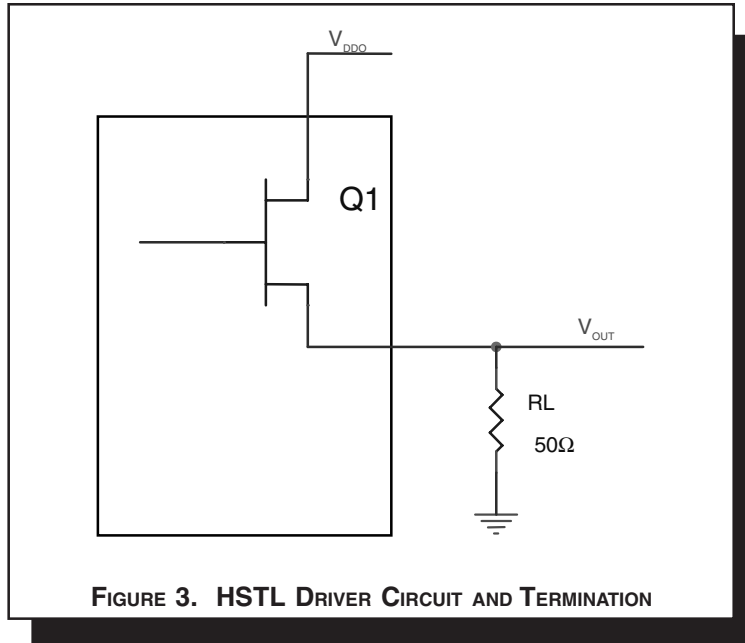 VDDO
Q1
VOUT
RL
50Ω
FIGURE 3. HSTL DRIVER CIRCUIT AND TERMINATION